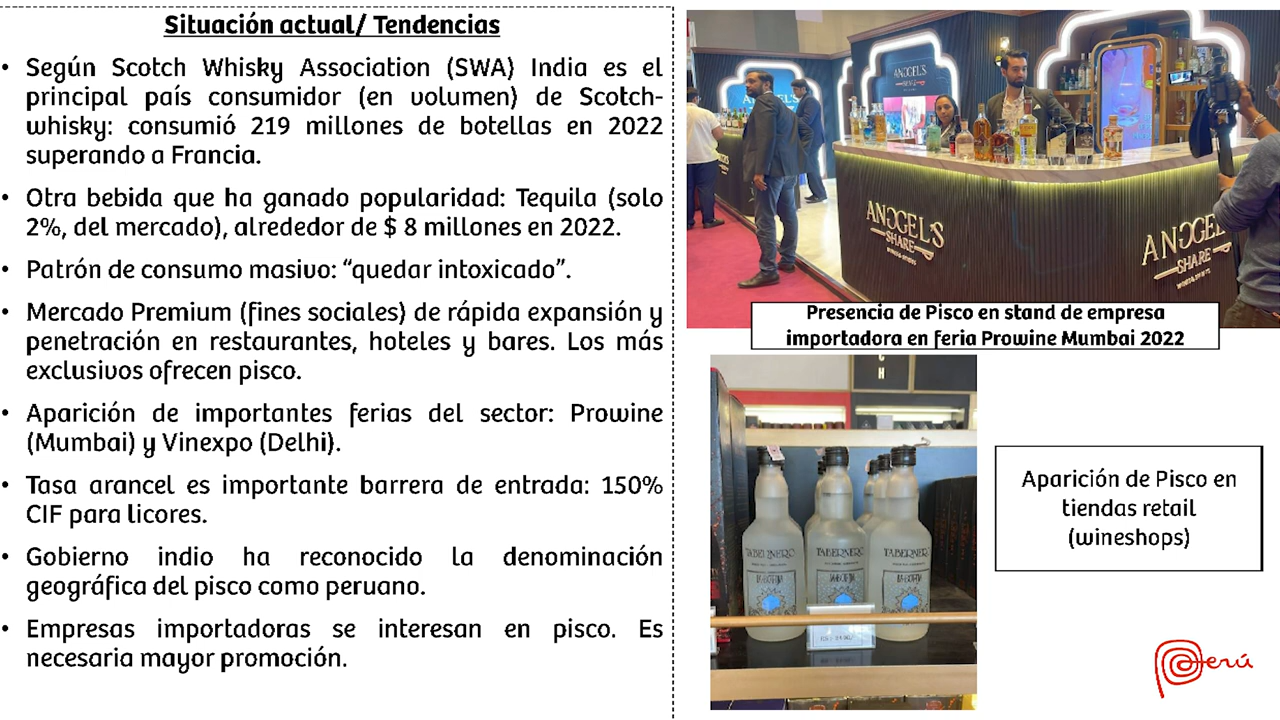 Situación actual/ Tendencias
• Según Scotch Whisky Association (SWA) India es el
principal país consumidor (en volumen) de Scotch-
whisky: consumió 219 millones de botellas en 2022
superando a Francia.
• Otra bebida que ha ganado popularidad: Tequila (solo
2%, del mercado), alrededor de $ 8 millones en 2022.
• Patrón de consumo masivo: “quedar intoxicado”.
• Mercado Premium (fines sociales) de rápida expansión y
penetración en restaurantes, hoteles y bares. Los más
exclusivos ofrecen pisco.
• Aparición de importantes ferias del sector: Prowine
(Mumbai) y Vinexpo (Delhi).
• Tasa arancel es importante barrera de entrada: 150%
CIF para licores.
• Gobierno indio ha reconocido la denominación
geográfica del pisco como peruano.
• Empresas importadoras se interesan en pisco. Es
necesaria mayor promoción.
ANGEL'S
SHARE
ANGEL'S
SHARE
WINES & SPIRITS
SHARE
Presencia de Pisco en stand de empresa
importadora en feria Prowine Mumbai 2022
TABERNERO
TABERNERO
TABERNERO
LA BOTIJA
Aparición de Pisco en
tiendas retail
(wineshops)
Perú